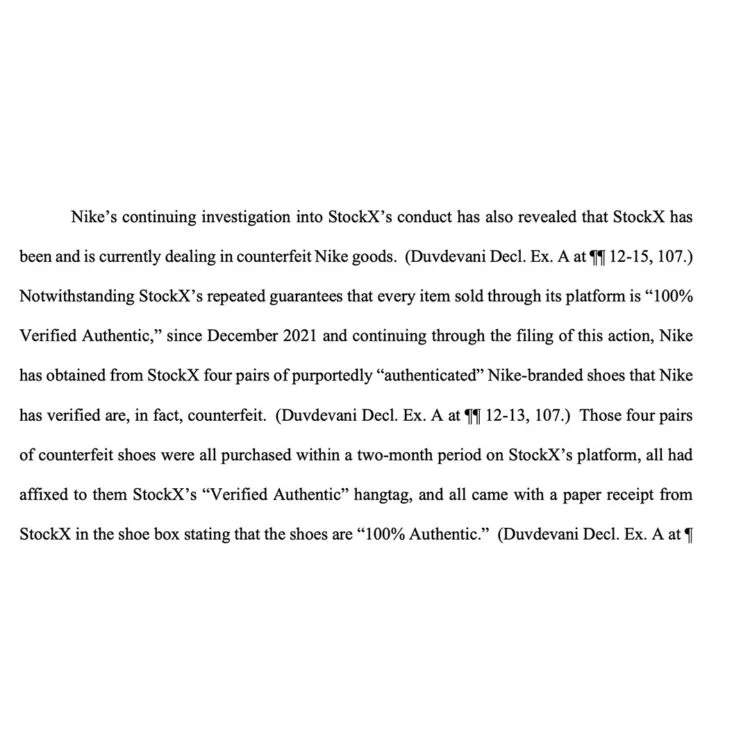 Nike’s continuing investigation into StockX’s conduct has also revealed that StockX has
been and is currently dealing in counterfeit Nike goods.  (Duvdevani Decl. Ex. A at ¶¶ 12-15, 107.)
Notwithstanding StockX’s repeated guarantees that every item sold through its platform is “100%
Verified Authentic,” since December 2021 and continuing through the filing of this action, Nike
has obtained from StockX four pairs of purportedly “authenticated” Nike-branded shoes that Nike
has verified are, in fact, counterfeit.  (Duvdevani Decl. Ex. A at ¶¶ 12-13, 107.)  Those four pairs
of counterfeit shoes were all purchased within a two-month period on StockX’s platform, all had
affixed to them StockX’s “Verified Authentic” hangtag, and all came with a paper receipt from
StockX in the shoe box stating that the shoes are “100% Authentic.”  (Duvdevani Decl. Ex. A at ¶